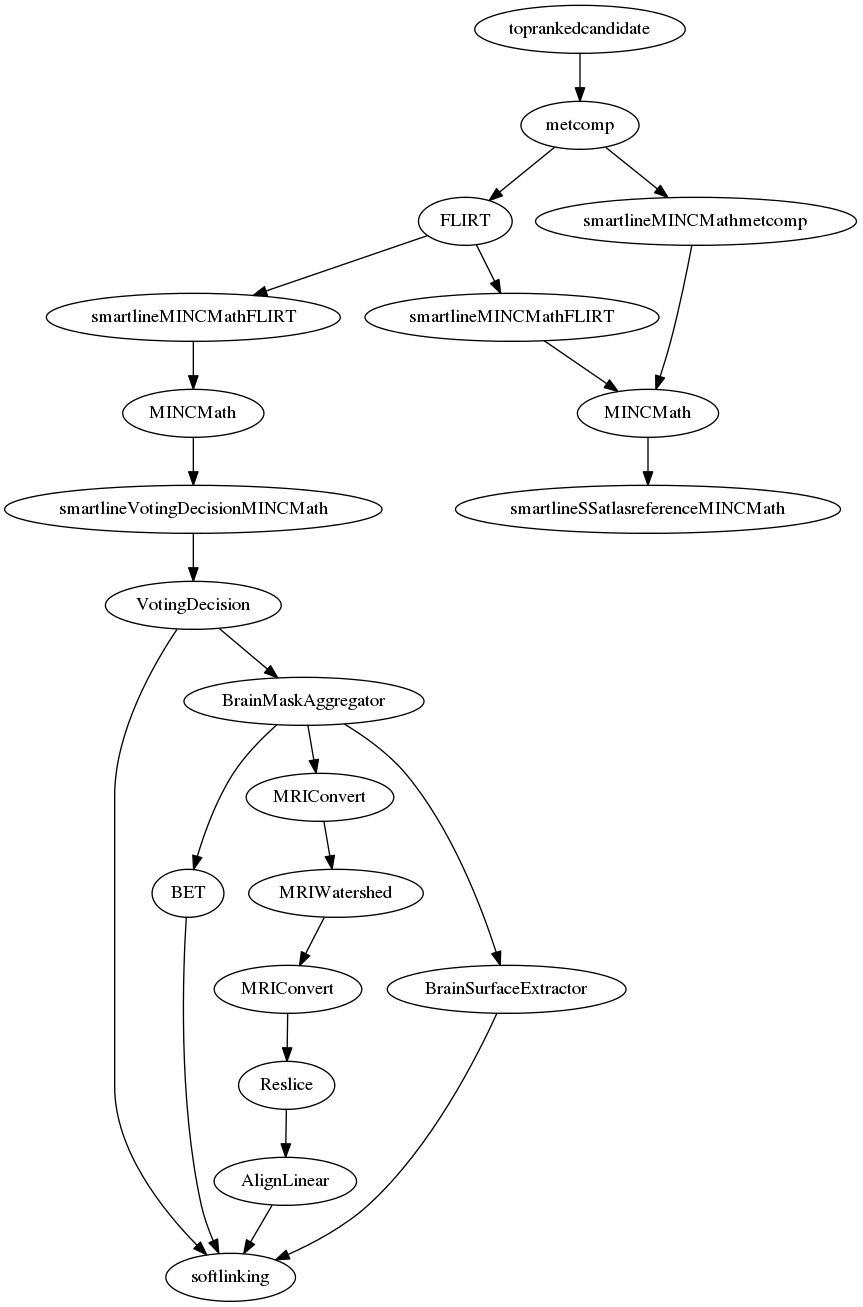 toprankedcandidate
metcomp
FLIRT
smartlineMINCMathmetcomp
smartlineMINCMathFLIRT
smartlineMINCMathFLIRT
MINCMath
MINCMath
smartlineVotingDecisionMINCMath
smartlineSSatlasreferenceMINCMath
VotingDecision
BrainMaskAggregator
MRIConvert
BET
MRIWatershed
MRIConvert
BrainSurfaceExtractor
Reslice
AlignLinear
softlinking